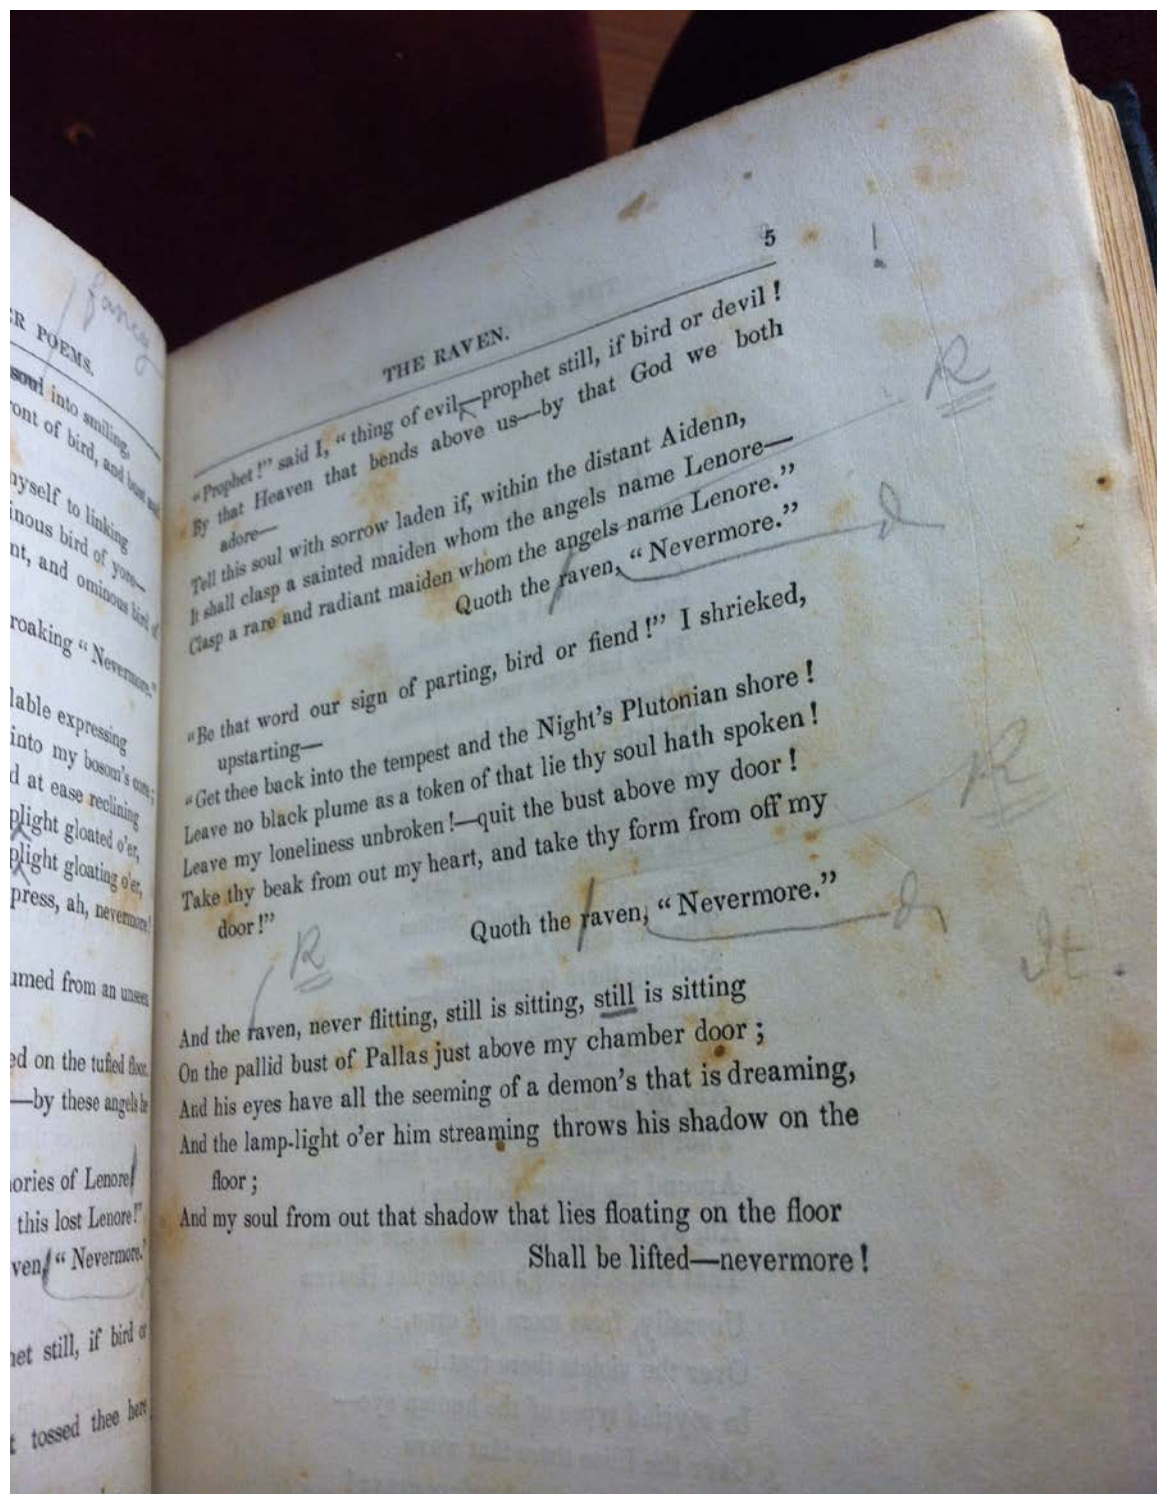 fancy
R POEMS.
soul into smiling,
ont of bird, and bust and
nyself to linking
inous bird of yore—
nt, and ominous bird of
roaking “ Nevermore.”
lable expressing
into my bosom’s core ;
d at ease reclining
plight gloated o’er,
plight gloating o’er,
press, ah, nevermore!
umed from an unseen
ed on the tufted floor.
—by these angels he
ories of Lenore
this lost Lenore!”
ven, “ Nevermore.”
het still, if bird or
t tossed thee here
5
!
THE RAVEN.
“Prophet !” said I, “ thing of evil—prophet still, if bird or devil !
By that Heaven that bends above us—by that God we both
adore—
R
Tell this soul with sorrow laden if, within the distant Aidenn,
It shall clasp a sainted maiden whom the angels name Lenore—
Clasp a rare and radiant maiden whom the angels name Lenore.”
Quoth the raven, “ Nevermore.”
“Be that word our sign of parting, bird or fiend !” I shrieked,
upstarting—
“Get thee back into the tempest and the Night’s Plutonian shore !
Leave no black plume as a token of that lie thy soul hath spoken !
Leave my loneliness unbroken !—quit the bust above my door !
Take thy beak from out my heart, and take thy form from off my
door !”
R
Quoth the raven, “ Nevermore.”
R
It.
And the raven, never flitting, still is sitting, still is sitting
On the pallid bust of Pallas just above my chamber door ;
And his eyes have all the seeming of a demon’s that is dreaming,
And the lamp-light o’er him streaming throws his shadow on the
floor ;
And my soul from out that shadow that lies floating on the floor
Shall be lifted—nevermore !